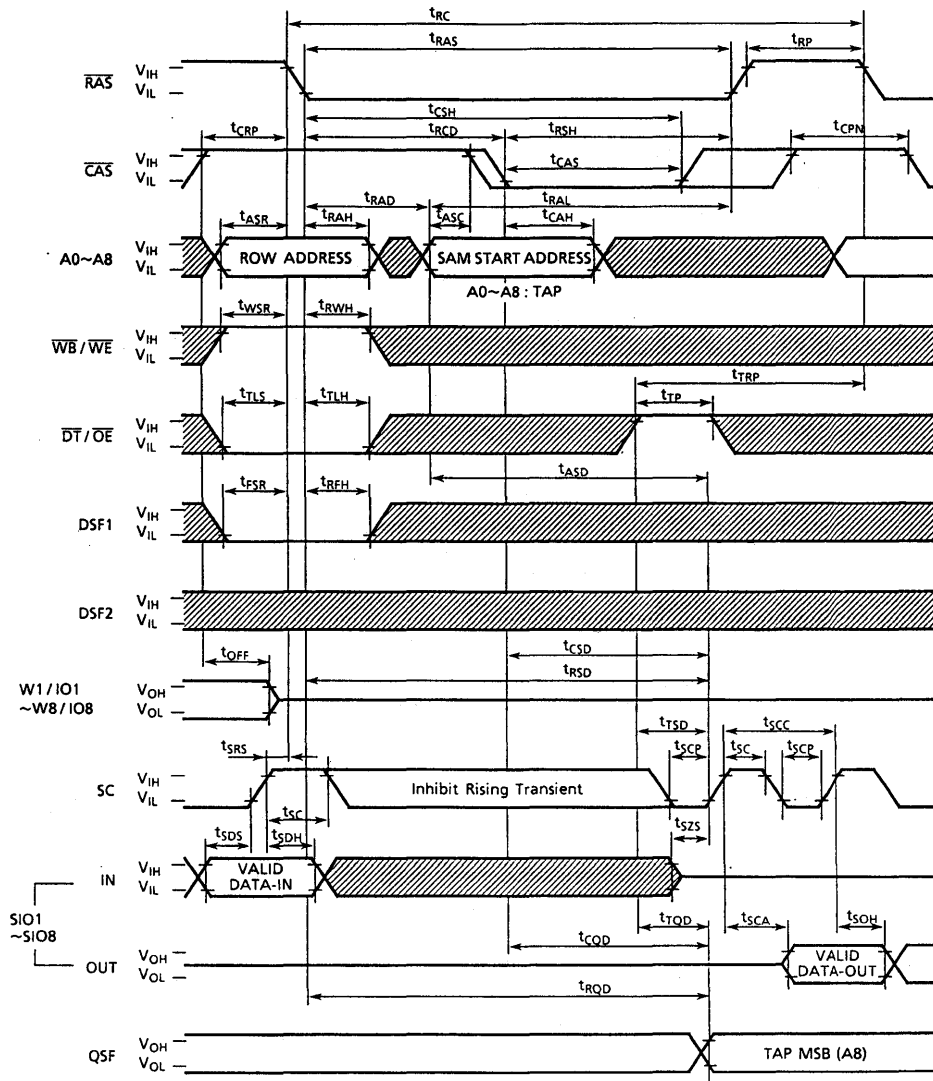 tRC
tRAS
tRP
RAS
VIH
VIL
tCSH
tCRP
tRCD
tRSH
tCPN
CAS
VIH
VIL
tCAS
tRAD
tRAL
tASR
tRAH
tASC
tCAH
A0~A8
VIH
VIL
ROW ADDRESS
SAM START ADDRESS
A0~A8 : TAP
tWSR
tRWH
WB / WE
VIH
VIL
tTRP
tTLS
tTLH
tTP
DT / OE
VIH
VIL
tASD
tFSR
tRFH
DSF1
VIH
VIL
DSF2
VIH
VIL
tCSD
tOFF
tRSD
W1 / IO1
~W8 / IO8
VOH
VOL
tTSD
tSCC
tSRS
tSCP
tSC
tSCP
SC
VIH
VIL
Inhibit Rising Transient
tSC
tSZS
tSDS
tSDH
IN
VIH
VIL
VALID
DATA-IN
SIO1
~SIO8
tTQD
tSCA
tSOH
tCQD
OUT
VOH
VOL
VALID
DATA-OUT
tRQD
QSF
VOH
VOL
TAP MSB (A8)